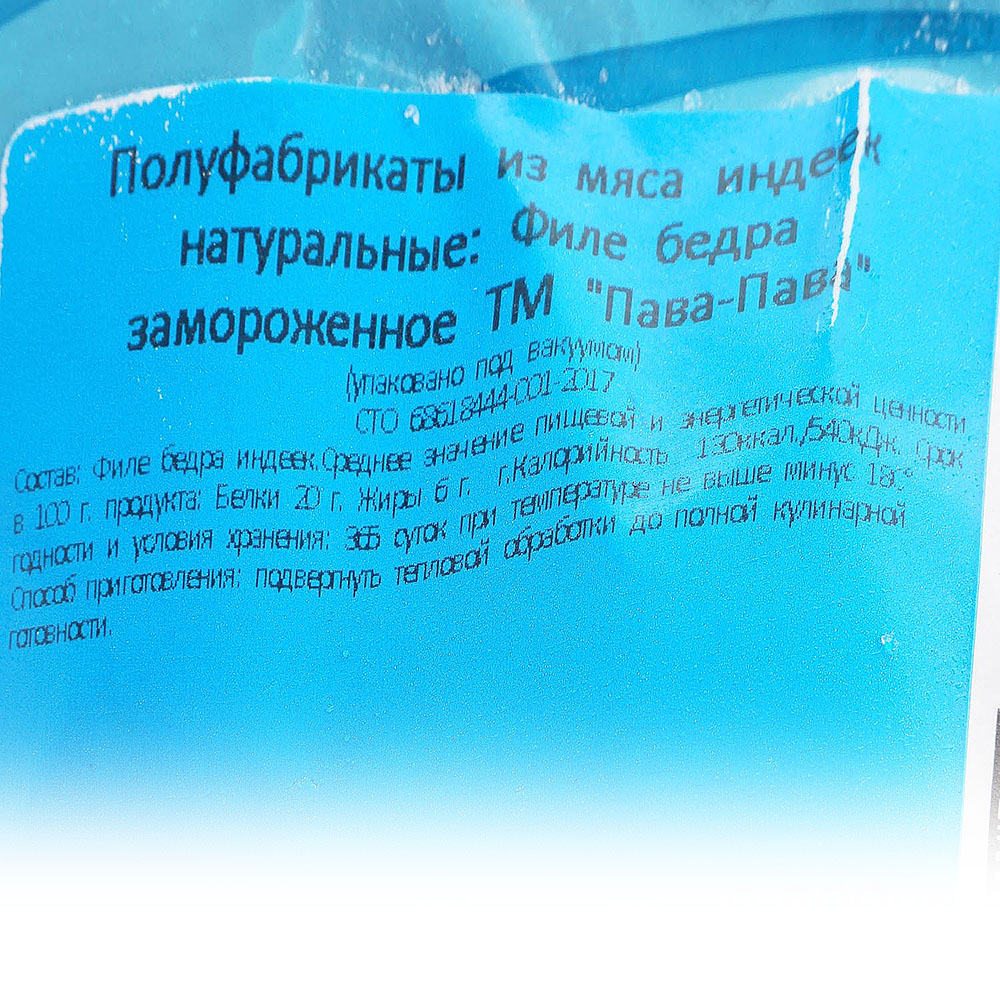 Полуфабрикаты из мяса индеек
натуральные: Филе бедра
замороженное ТМ "Пава-Пава"
(упаковано под вакуумом)
СТО 68618444-001-2017
Состав: Филе бедра индеек.Среднее значение пищевой и энергетической ценности
в 100 г. продукта: Белки 20 г. Жиры 6 г. г.Калорийность 130ккал./540кДж. Срок
годности и условия хранения: 365 суток при температуре не выше минус 18С°
Способ приготовления: подвергнуть тепловой обработки до полной кулинарной
готовности.